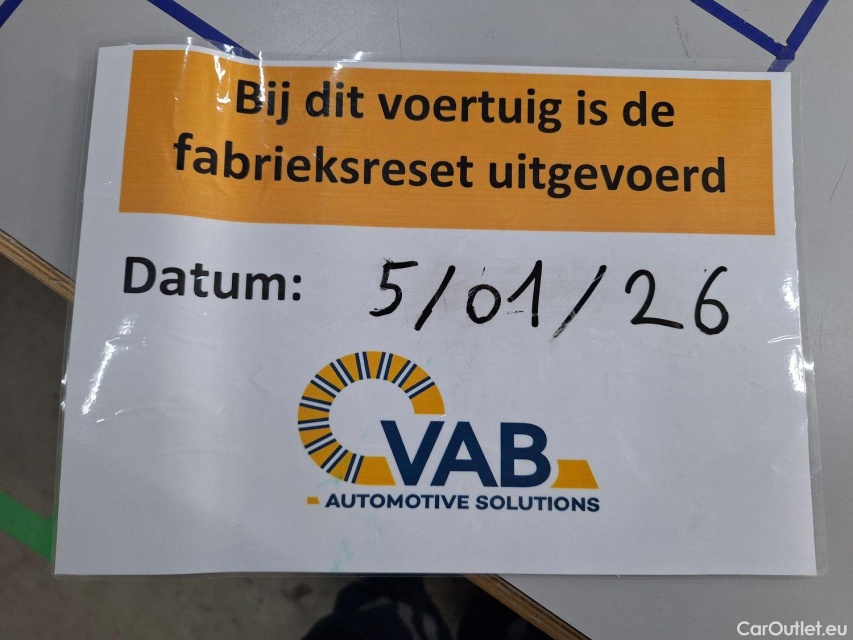 Bij dit voertuig is de
fabrieksreset uitgevoerd
Datum: 5/01/26
VAB
AUTOMOTIVE SOLUTIONS
CarOutlet.eu